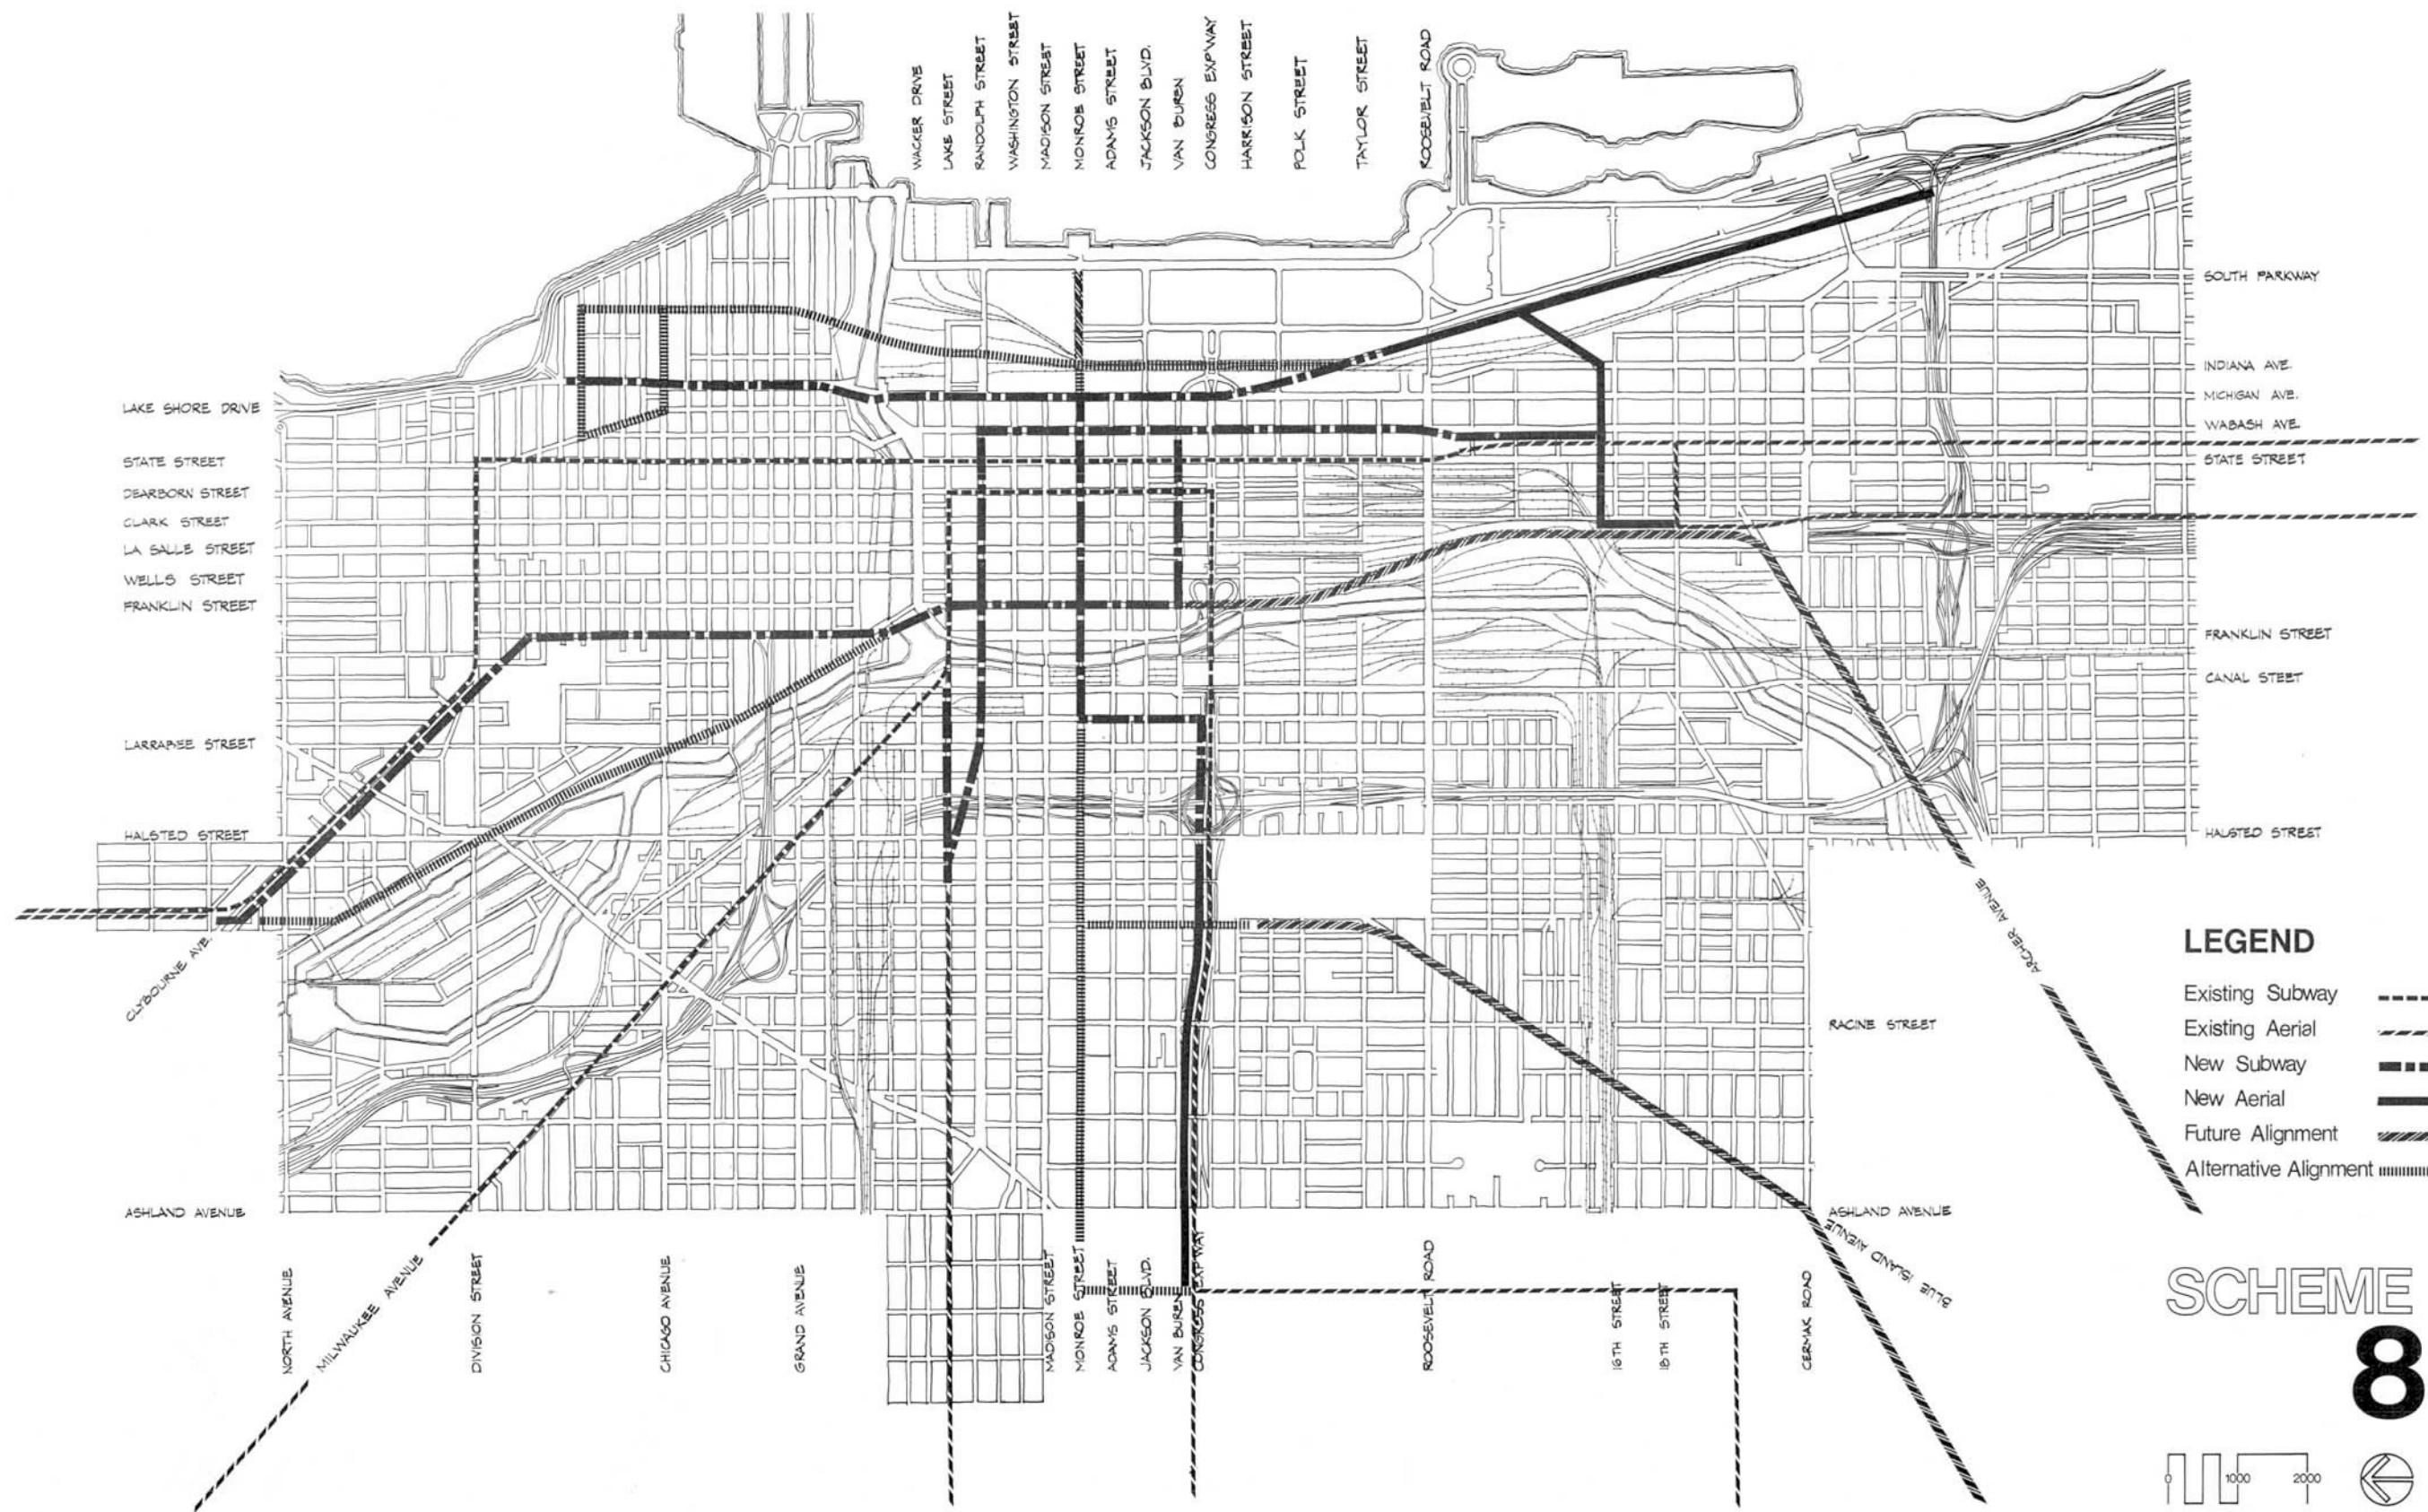 WACKER DRIVE
LAKE STREET
RANDOLPH STREET
WASHINGTON STREET
MADISON STREET
MONROE STREET
ADAMS STREET
JACKSON BLVD.
VAN BUREN
CONGRESS EXP'WAY
HARRISON STREET
POLK STREET
TAYLOR STREET
ROOSEVELT ROAD
LAKE SHORE DRIVE
STATE STREET
DEARBORN STREET
CLARK STREET
LA SALLE STREET
WELLS STREET
FRANKLIN STREET
LARRABEE STREET
HALSTED STREET
CLYBOURNE AVE.
ASHLAND AVENUE
SOUTH PARKWAY
INDIANA AVE.
MICHIGAN AVE.
WABASH AVE.
STATE STREET
FRANKLIN STREET
CANAL STEET
HALSTED STREET
ARCHER AVENUE
RACINE STREET
ASHLAND AVENUE
BLUE ISLAND AVENUE
NORTH AVENUE
MILWAUKEE AVENUE
DIVISION STREET
CHICAGO AVENUE
GRAND AVENUE
MADISON STREET
MONROE STREET
ADAMS STREET
JACKSON BLVD.
VAN BUREN
CONGRESS EXP'WAY
ROOSEVELT ROAD
16TH STREET
18TH STREET
CERMAK ROAD
LEGEND
Existing Subway
Existing Aerial
New Subway
New Aerial
Future Alignment
Alternative Alignment
SCHEME
8
0 1000 2000